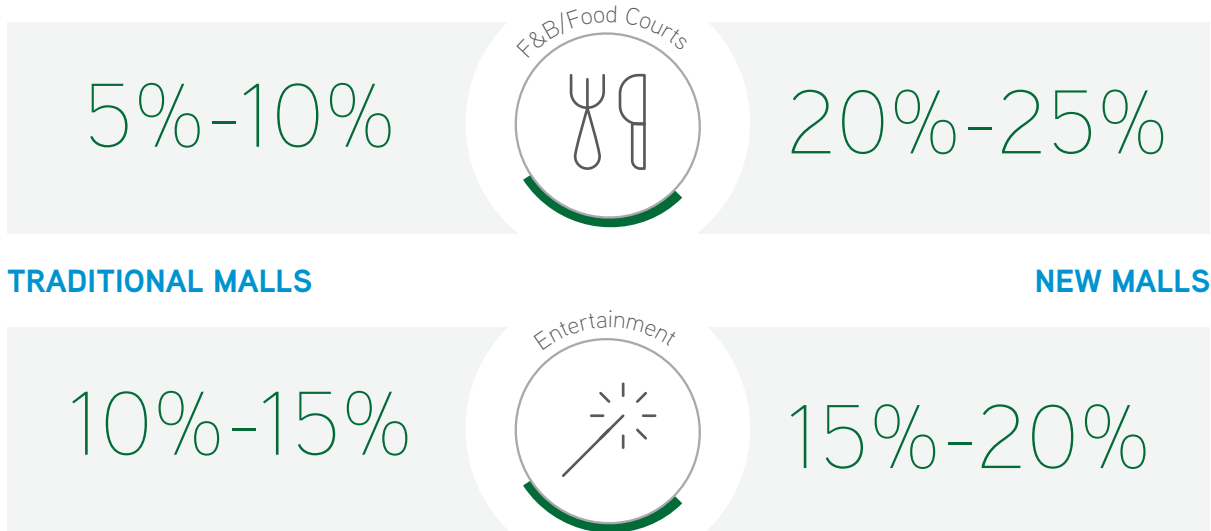 F&B/Food Courts
5%-10%
20%-25%
TRADITIONAL MALLS
NEW MALLS
Entertainment
10%-15%
15%-20%